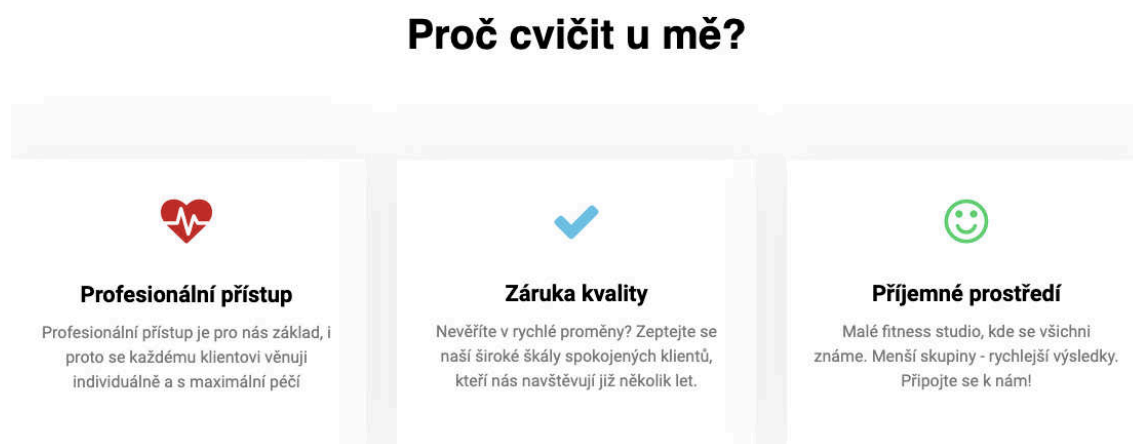 Proč cvičit u mě?
Profesionální přístup
Profesionální přístup je pro nás základ, i
proto se každému klientovi věnuji
individuálně a s maximální péčí
Záruka kvality
Nevěříte v rychlé proměny? Zeptejte se
naší široké škály spokojených klientů,
kteří nás navštěvují již několik let.
Příjemné prostředí
Malé fitness studio, kde se všichni
známe. Menší skupiny - rychlejší výsledky.
Připojte se k nám!